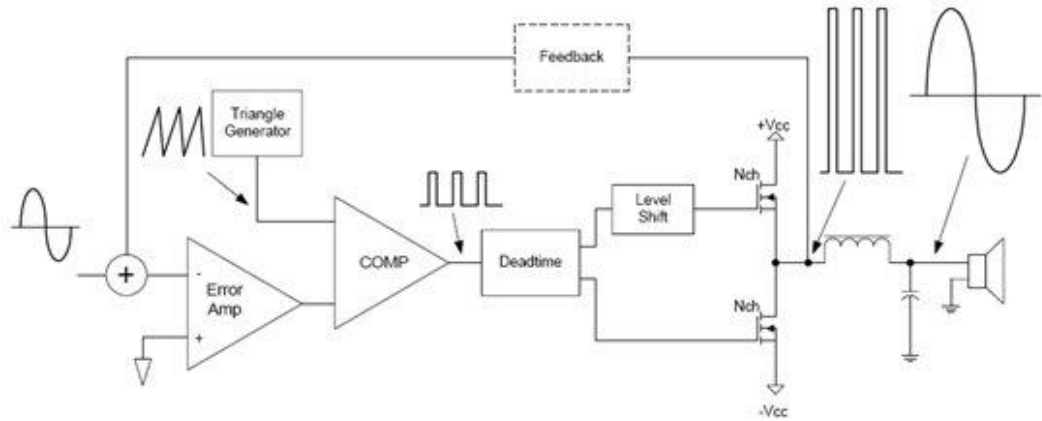 Feedback
Triangle
Generator
+Vcc
Nch
Level
Shift
COMP
Deadtime
+
-
Error
Amp
+
Nch
-Vcc